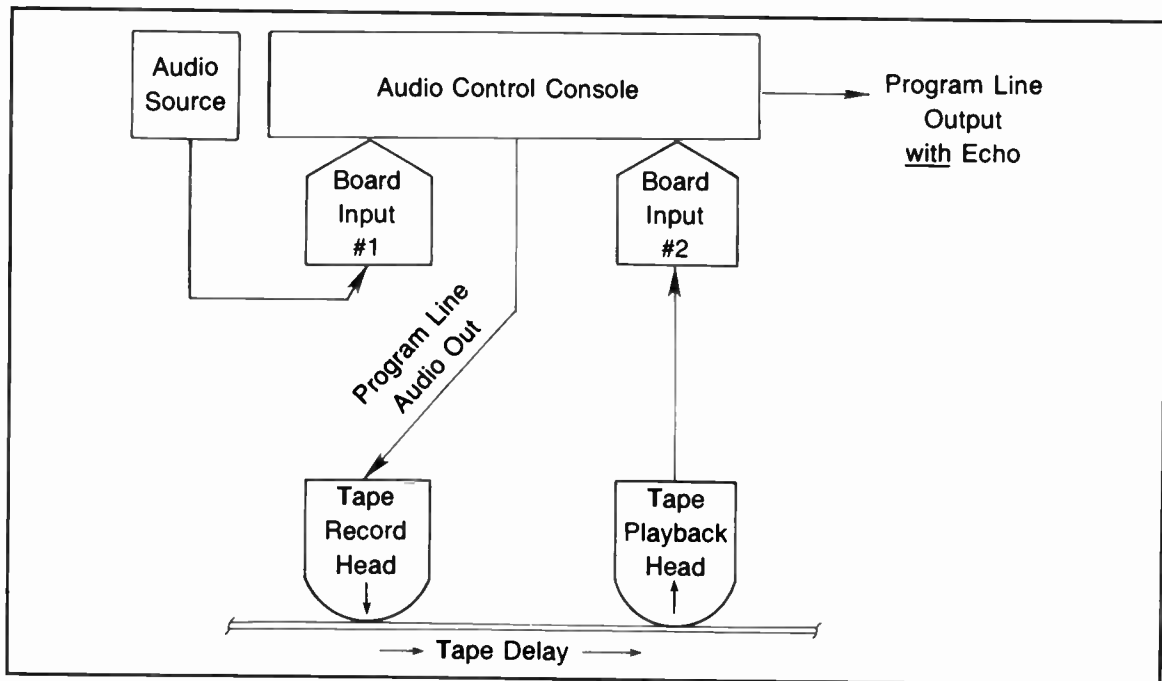 Audio
Source
Audio Control Console
Program Line
Output
with Echo
Board
Input
#1
Board
Input
#2
Program Line
Audio Out
Tape
Record
Head
Tape
Playback
Head
Tape Delay